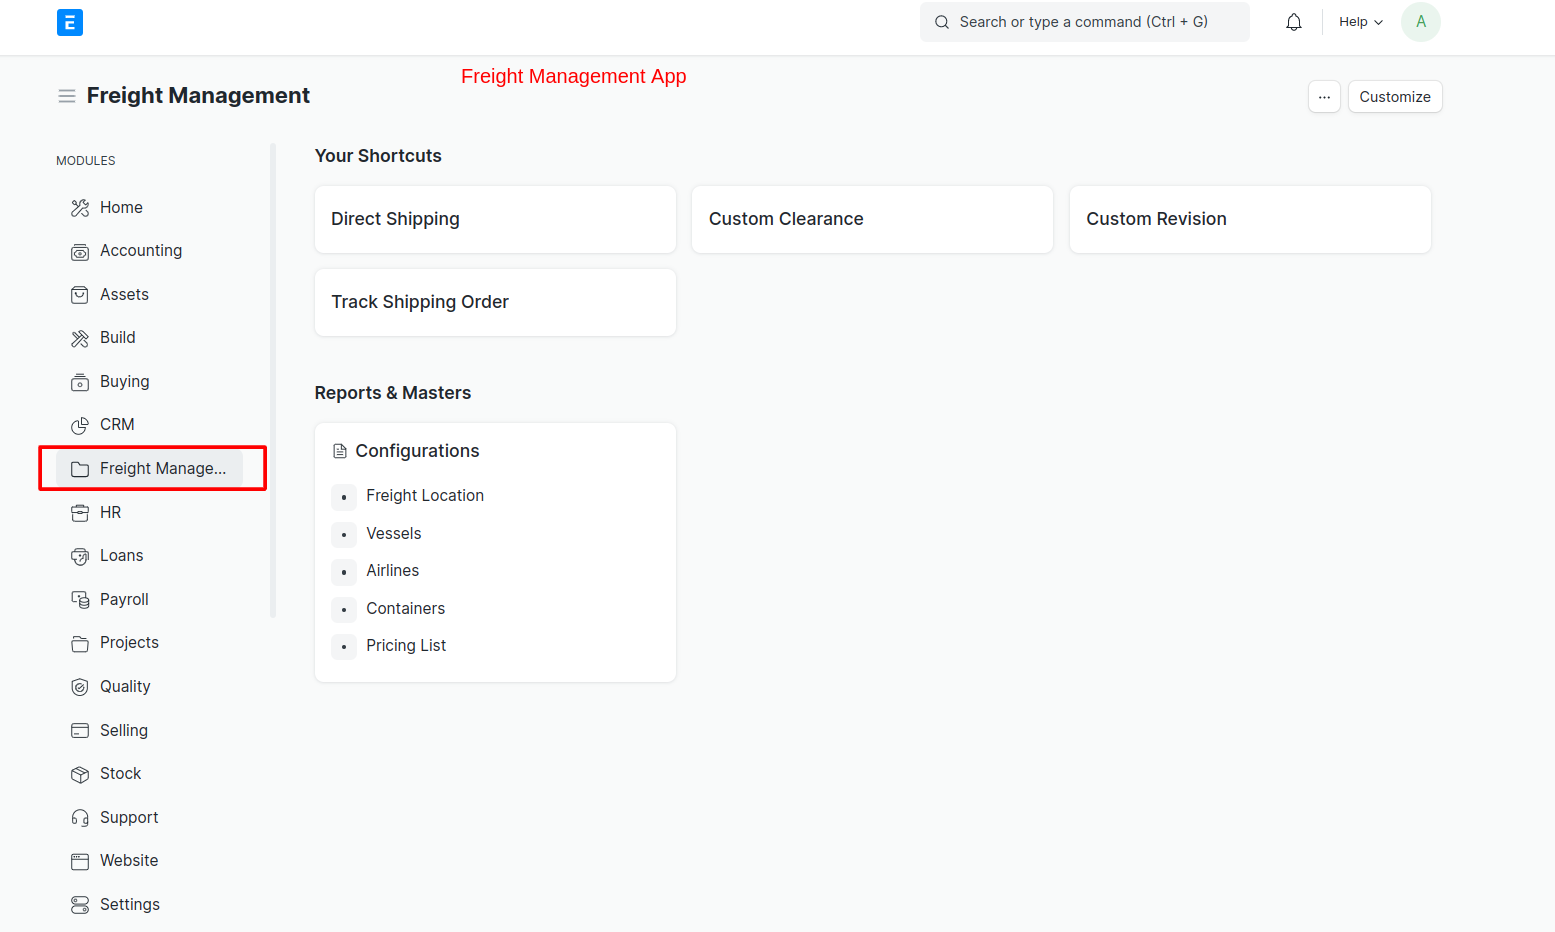 E
Search or type a command (Ctrl + G)
Help
A
Freight Management App
Freight Management
...
Customize
MODULES
Home
Accounting
Assets
Build
Buying
CRM
Freight Manage...
HR
Loans
Payroll
Projects
Quality
Selling
Stock
Support
Website
Settings
Your Shortcuts
Direct Shipping
Custom Clearance
Custom Revision
Track Shipping Order
Reports & Masters
Configurations
Freight Location
Vessels
Airlines
Containers
Pricing List